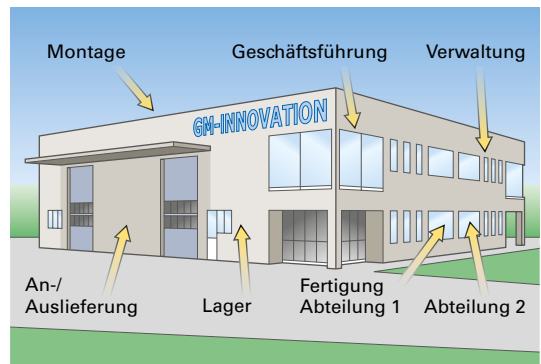 Montage
Geschäftsführung
Verwaltung
GM-INNOVATION
An-/
Auslieferung
Lager
Fertigung
Abteilung 1
Abteilung 2